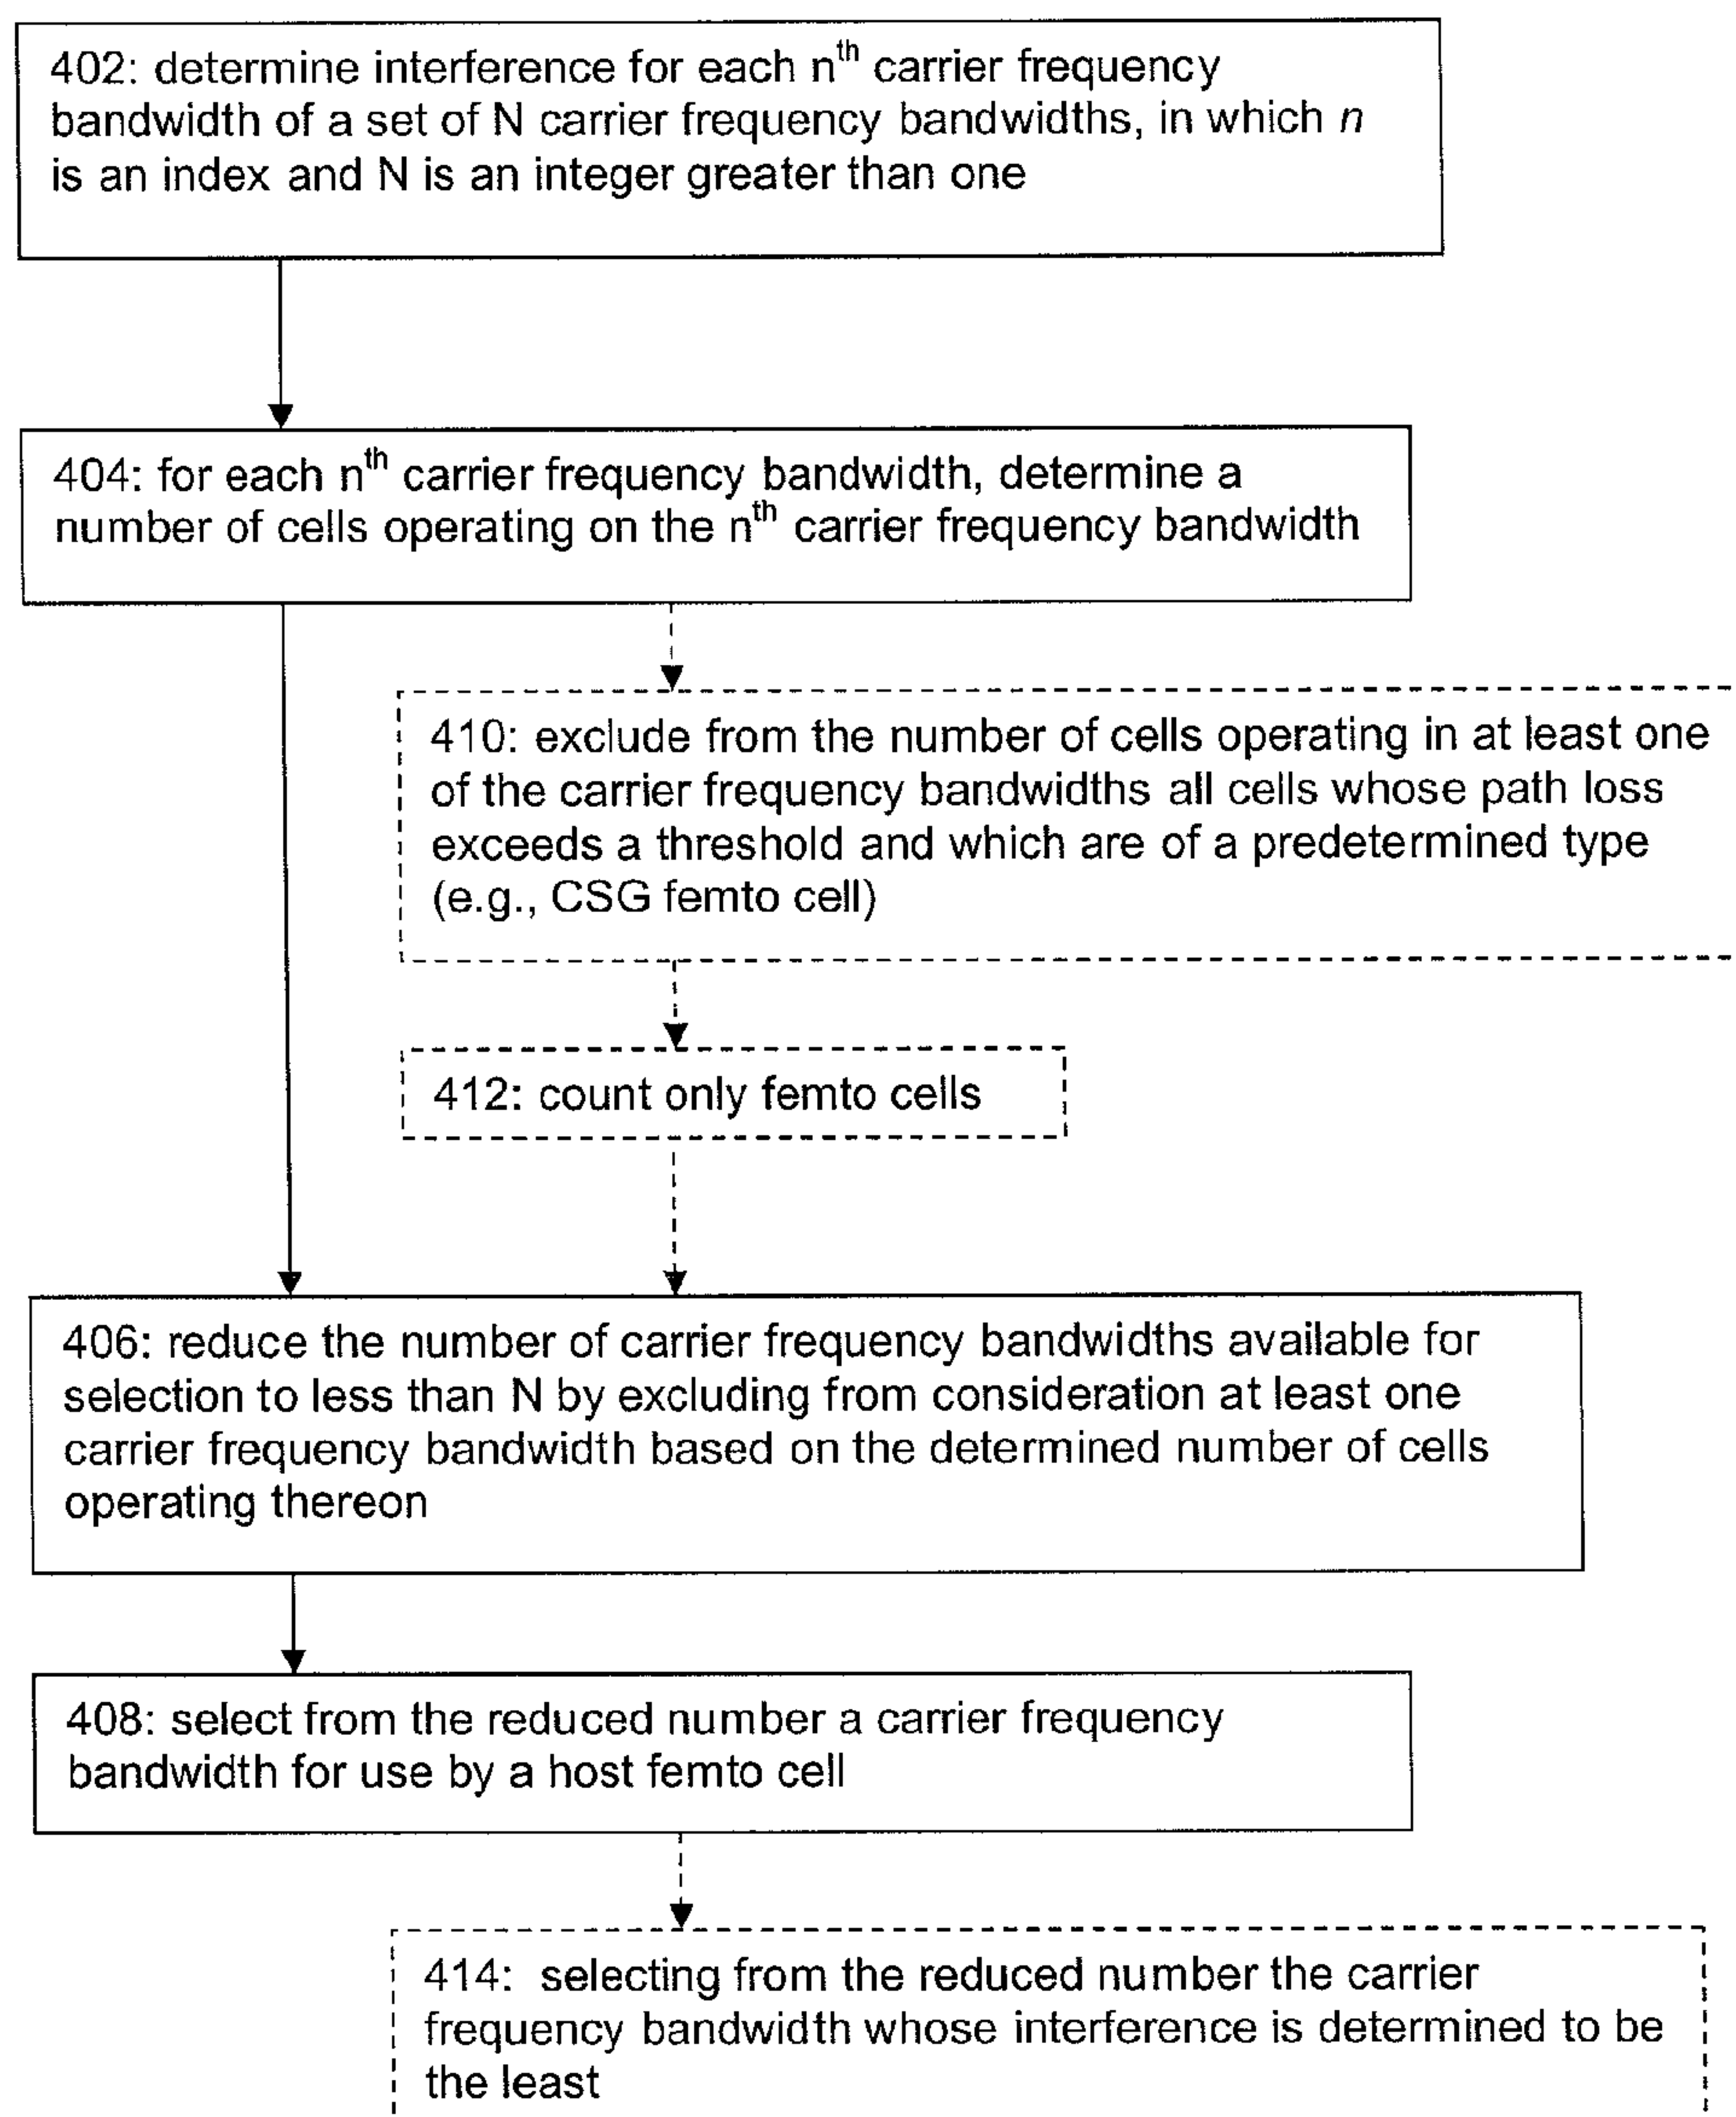 402: determine interference for each nth carrier frequency
bandwidth of a set of N carrier frequency bandwidths, in which n
is an index and N is an integer greater than one
404: for each nth carrier frequency bandwidth, determine a
number of cells operating on the nth carrier frequency bandwidth
410: exclude from the number of cells operating in at least one
of the carrier frequency bandwidths all cells whose path loss
exceeds a threshold and which are of a predetermined type
(e.g., CSG femto cell)
412: count only femto cells
406: reduce the number of carrier frequency bandwidths available for
selection to less than N by excluding from consideration at least one
carrier frequency bandwidth based on the determined number of cells
operating thereon
408: select from the reduced number a carrier frequency
bandwidth for use by a host femto cell
414: selecting from the reduced number the carrier
frequency bandwidth whose interference is determined to be
the least